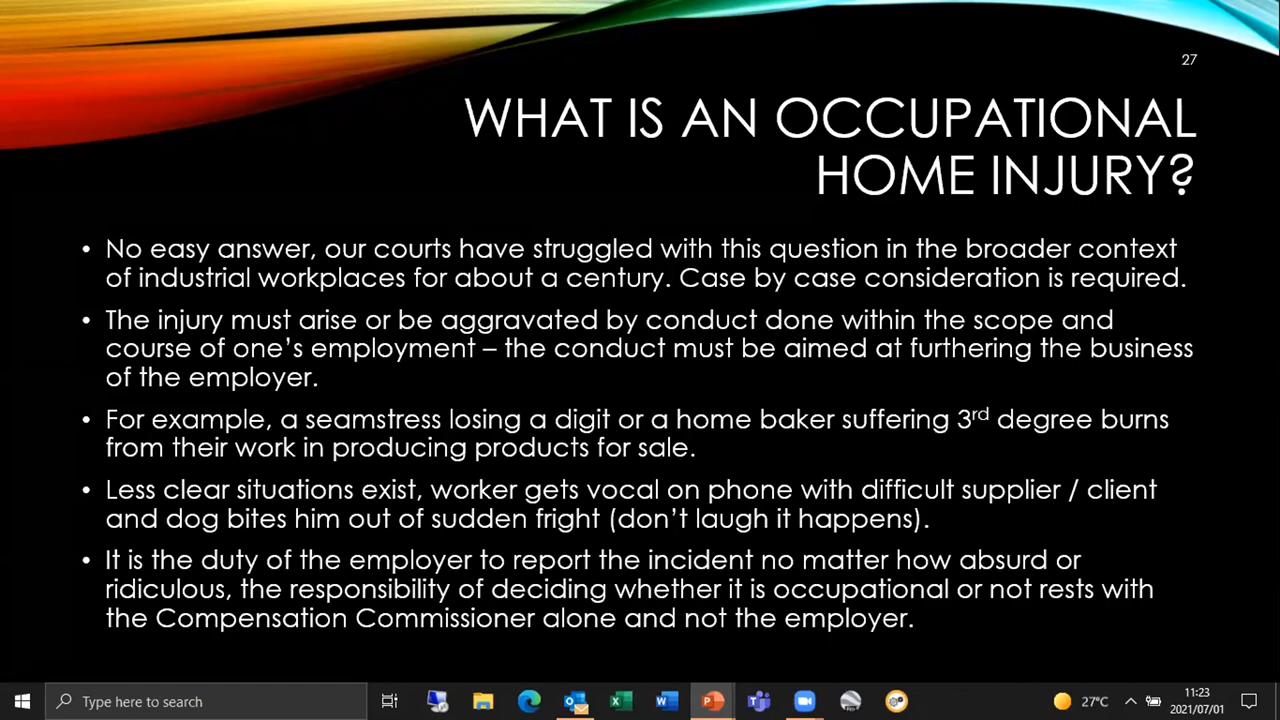 27
WHAT IS AN OCCUPATIONAL
HOME INJURY?
• No easy answer, our courts have struggled with this question in the broader context
of industrial workplaces for about a century. Case by case consideration is required.
• The injury must arise or be aggravated by conduct done within the scope and
course of one's employment – the conduct must be aimed at furthering the business
of the employer.
• For example, a seamstress losing a digit or a home baker suffering 3rd degree burns
from their work in producing products for sale.
• Less clear situations exist, worker gets vocal on phone with difficult supplier / client
and dog bites him out of sudden fright (don't laugh it happens).
• It is the duty of the employer to report the incident no matter how absurd or
ridiculous, the responsibility of deciding whether it is occupational or not rests with
the Compensation Commissioner alone and not the employer.
Type here to search
27°C
11:23
2021/07/01